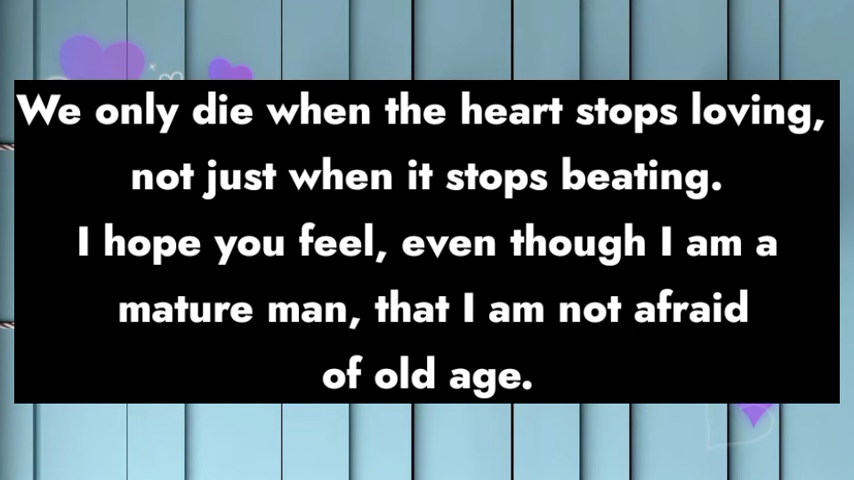 We only die when the heart stops loving,
not just when it stops beating.
I hope you feel, even though I am a
mature man, that I am not afraid
of old age.